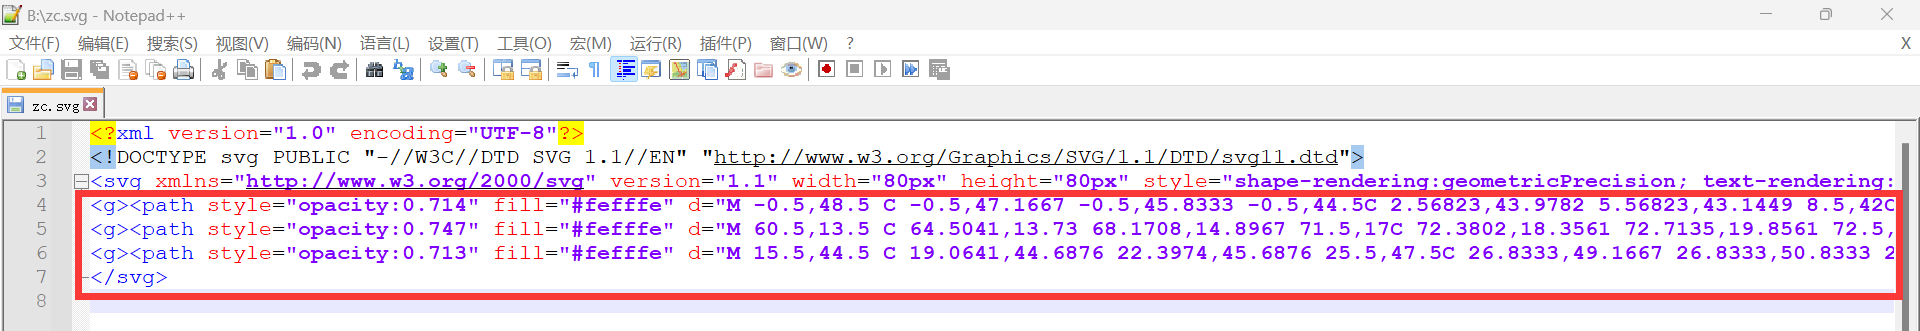 B:\zc.svg - Notepad++
文件(F) 编辑(E) 搜索(S) 视图(V) 编码(N) 语言(L) 设置(T) 工具(O) 宏(M) 运行(R) 插件(P) 窗口(W) ? X
zc.svg
1 <?xml version="1.0" encoding="UTF-8"?>
2 <!DOCTYPE svg PUBLIC "-//W3C//DTD SVG 1.1//EN" "http://www.w3.org/Graphics/SVG/1.1/DTD/svg11.dtd">
3 <svg xmlns="http://www.w3.org/2000/svg" version="1.1" width="80px" height="80px" style="shape-rendering:geometricPrecision; text-rendering:
4 <g><path style="opacity:0.714" fill="#fefffe" d="M -0.5,48.5 C -0.5,47.1667 -0.5,45.8333 -0.5,44.5C 2.56823,43.9782 5.56823,43.1449 8.5,42C
5 <g><path style="opacity:0.747" fill="#fefffe" d="M 60.5,13.5 C 64.5041,13.73 68.1708,14.8967 71.5,17C 72.3802,18.3561 72.7135,19.8561 72.5,
6 <g><path style="opacity:0.713" fill="#fefffe" d="M 15.5,44.5 C 19.0641,44.6876 22.3974,45.6876 25.5,47.5C 26.8333,49.1667 26.8333,50.8333 2
7 </svg>
8